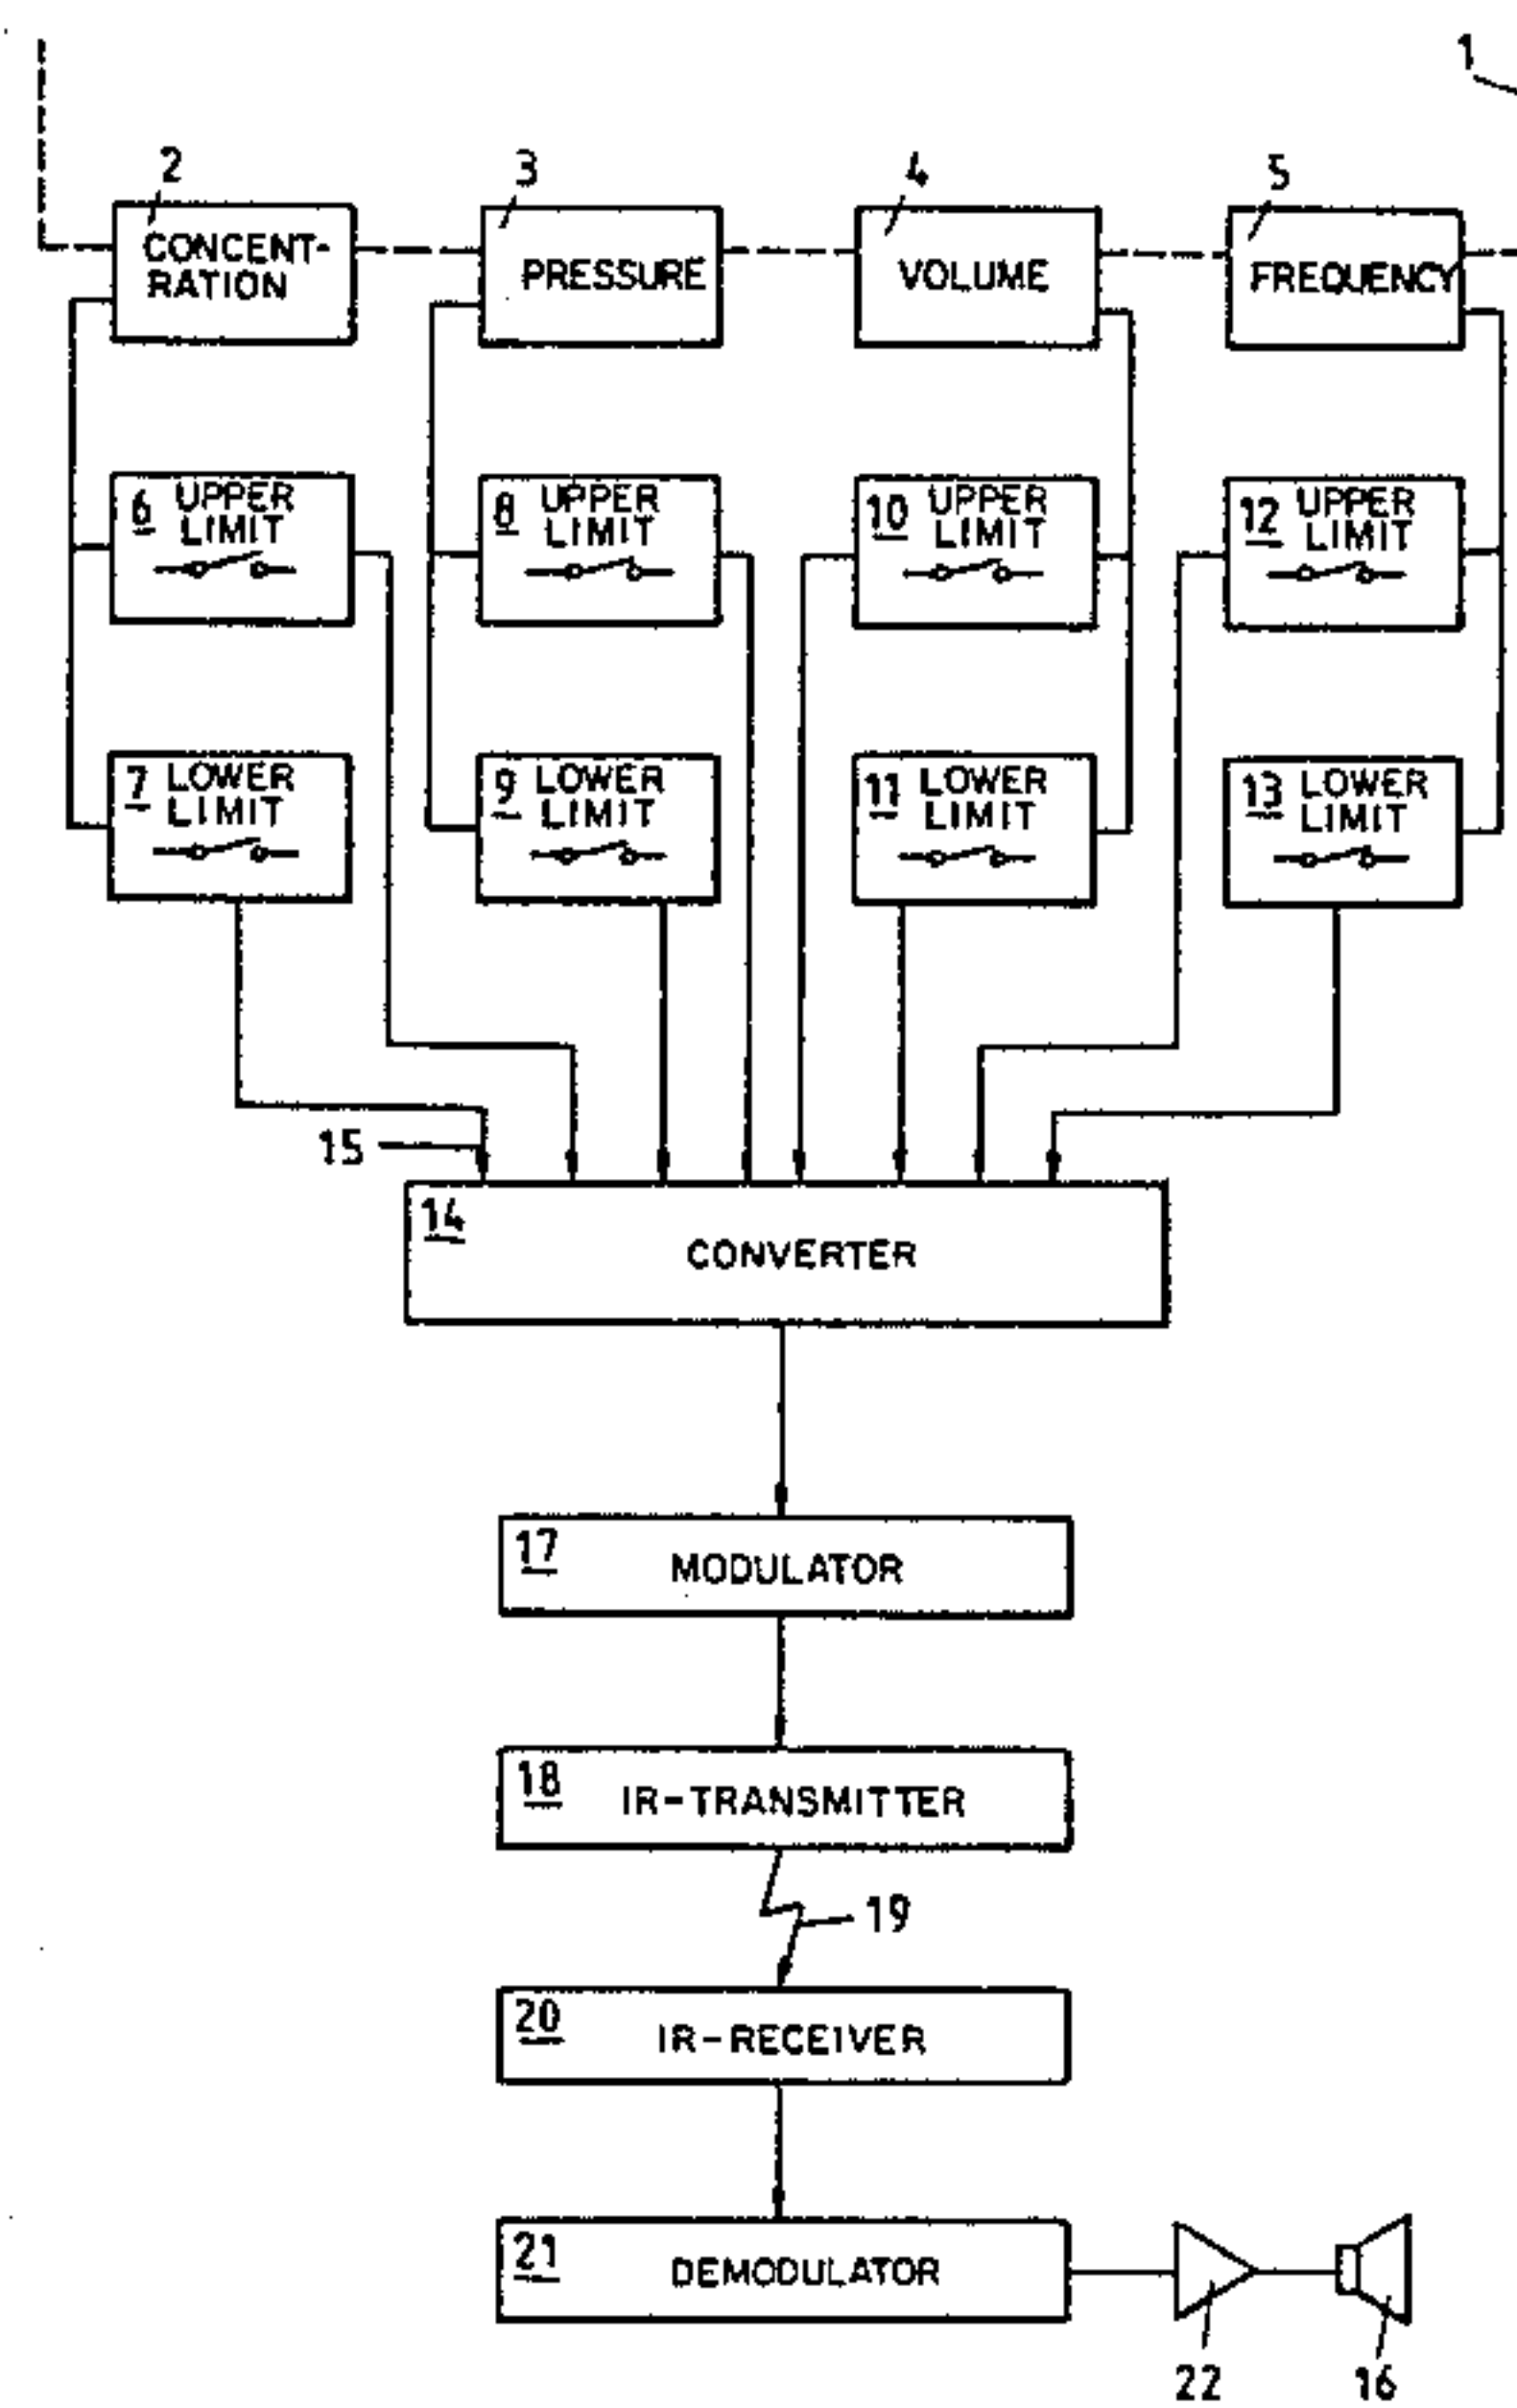 1
2
3
4
5
CONCENT-
RATION
PRESSURE
VOLUME
FREQUENCY
6 UPPER
LIMIT
8 UPPER
LIMIT
10 UPPER
LIMIT
12 UPPER
LIMIT
7 LOWER
LIMIT
9 LOWER
LIMIT
11 LOWER
LIMIT
13 LOWER
LIMIT
15
14
CONVERTER
17
MODULATOR
18
IR-TRANSMITTER
19
20
IR-RECEIVER
21
DEMODULATOR
22
16